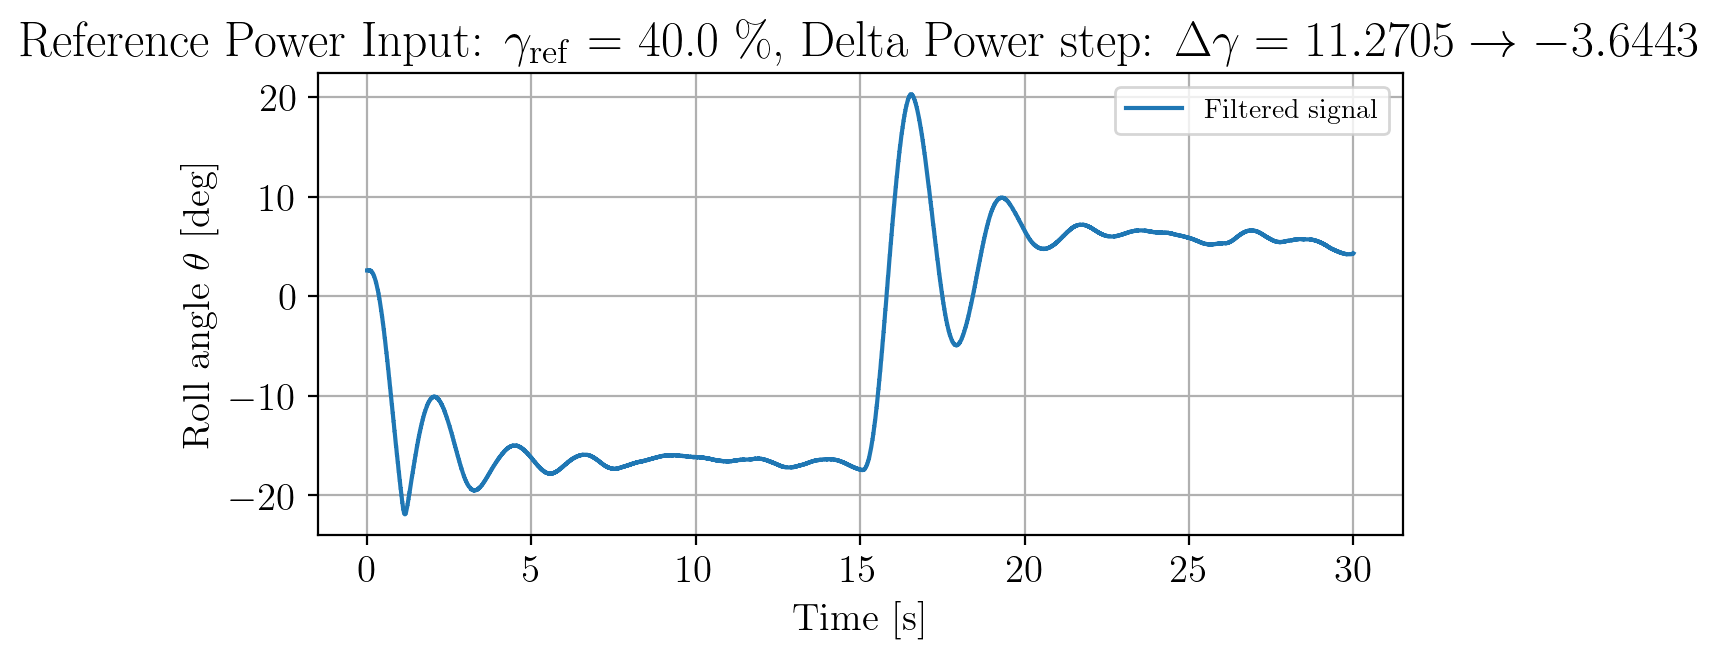 Reference Power Input: γref = 40.0 %, Delta Power step: Δγ = 11.2705 → −3.6443
Filtered signal
Roll angle θ [deg]
20
10
0
−10
−20
0 5 10 15 20 25 30
Time [s]